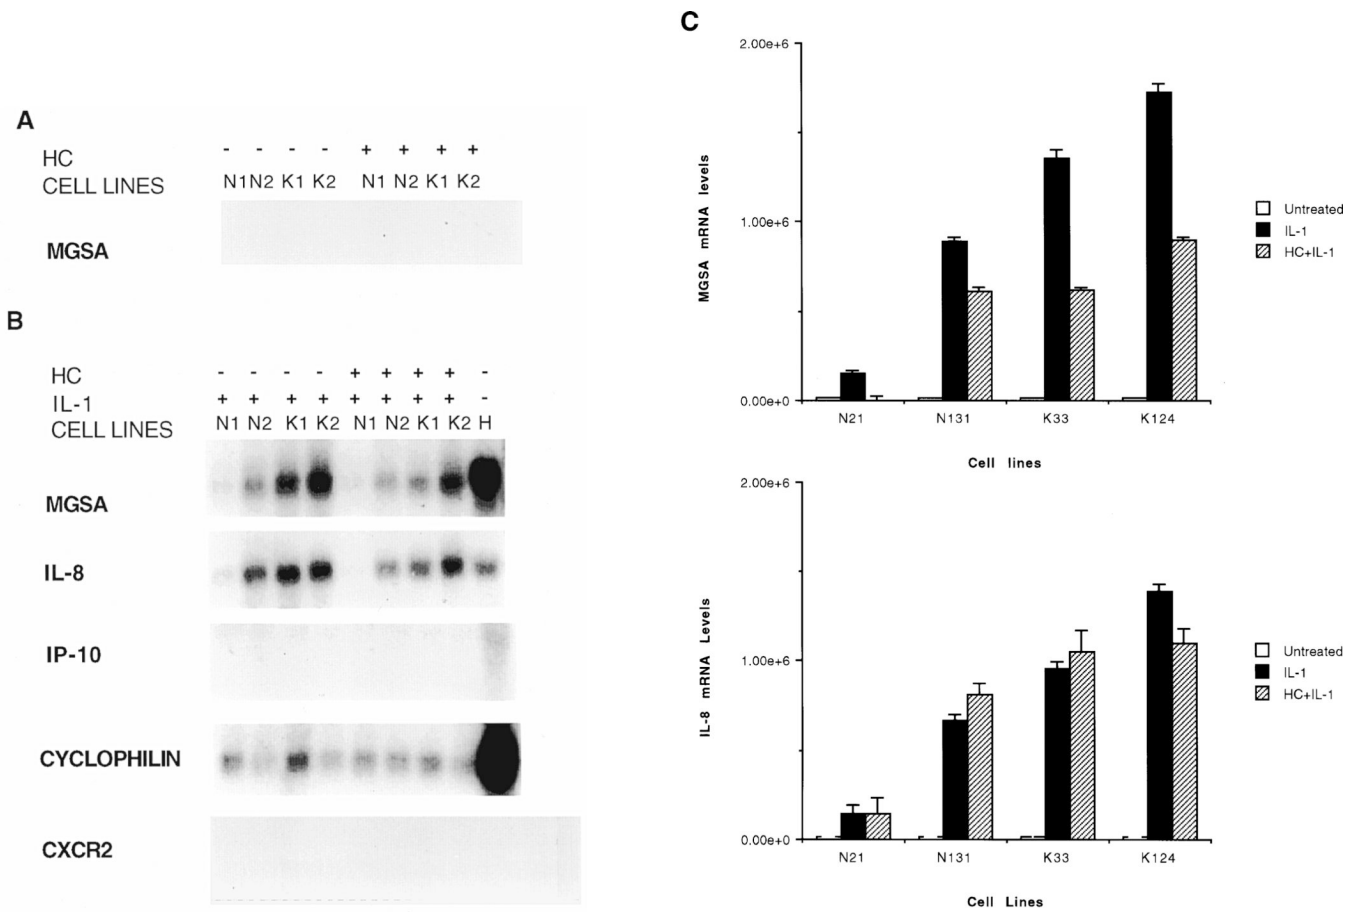 A
HC - - - - + + + +
CELL LINES N1 N2 K1 K2 N1 N2 K1 K2
MGSA
B
HC - - - - + + + + -
IL-1 + + + + + + + + -
CELL LINES N1 N2 K1 K2 N1 N2 K1 K2 H
MGSA
IL-8
IP-10
CYCLOPHILIN
CXCR2
C
2.00e+6
1.00e+6
0.00e+0
MGSA mRNA levels
N21 N131 K33 K124
Cell lines
Untreated
IL-1
HC+IL-1
2.00e+6
1.00e+6
0.00e+0
IL-8 mRNA Levels
N21 N131 K33 K124
Cell Lines
Untreated
IL-1
HC+IL-1